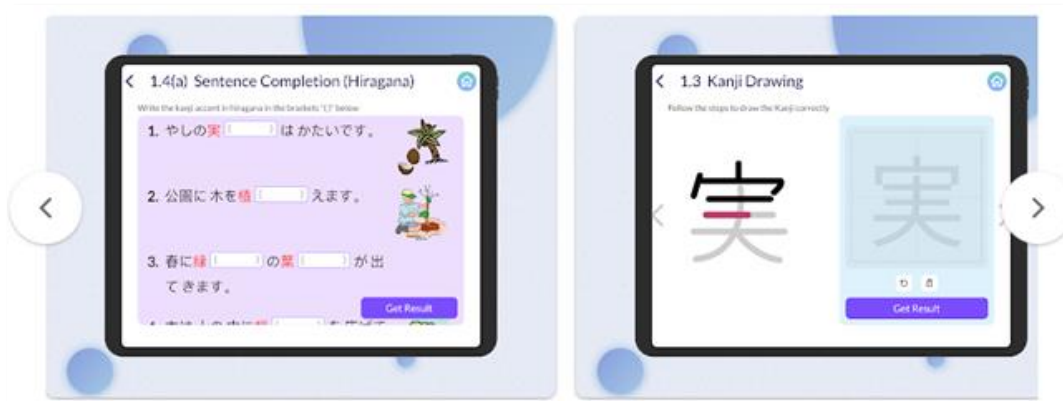 1.4(a) Sentence Completion (Hiragana)
Write the kanji accent in hiragana in the brackets "( )" below
1. やしの実( )は かたいです。
2. 公園に 木を植( )えます。
3. 春に緑( )の葉( )が 出
てきます。
Get Result
1.3 Kanji Drawing
Follow the steps to draw the Kanji correctly
実
実
Get Result